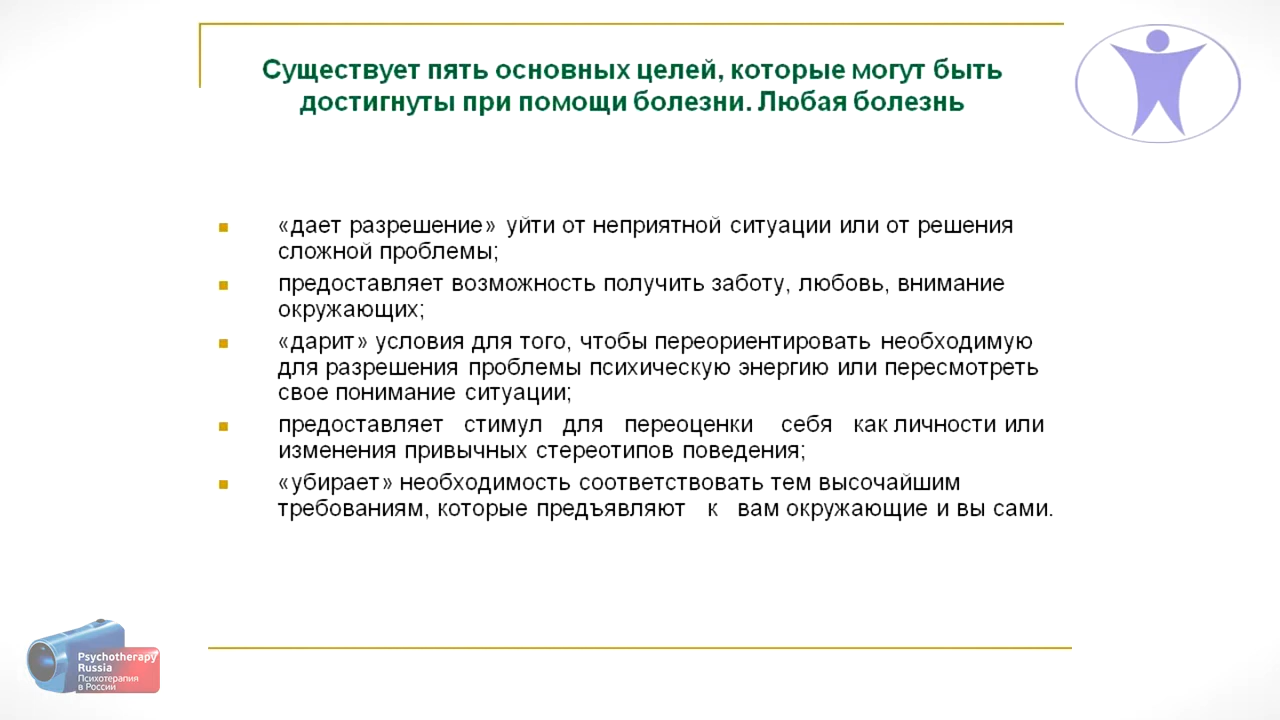 Существует пять основных целей, которые могут быть
достигнуты при помощи болезни. Любая болезнь
«дает разрешение» уйти от неприятной ситуации или от решения
сложной проблемы;
предоставляет возможность получить заботу, любовь, внимание
окружающих;
«дарит» условия для того, чтобы переориентировать необходимую
для разрешения проблемы психическую энергию или пересмотреть
свое понимание ситуации;
предоставляет стимул для переоценки себя как личности или
изменения привычных стереотипов поведения;
«убирает» необходимость соответствовать тем высочайшим
требованиям, которые предъявляют к вам окружающие и вы сами.
Psychotherapy
Russia
Психотерапия
в России